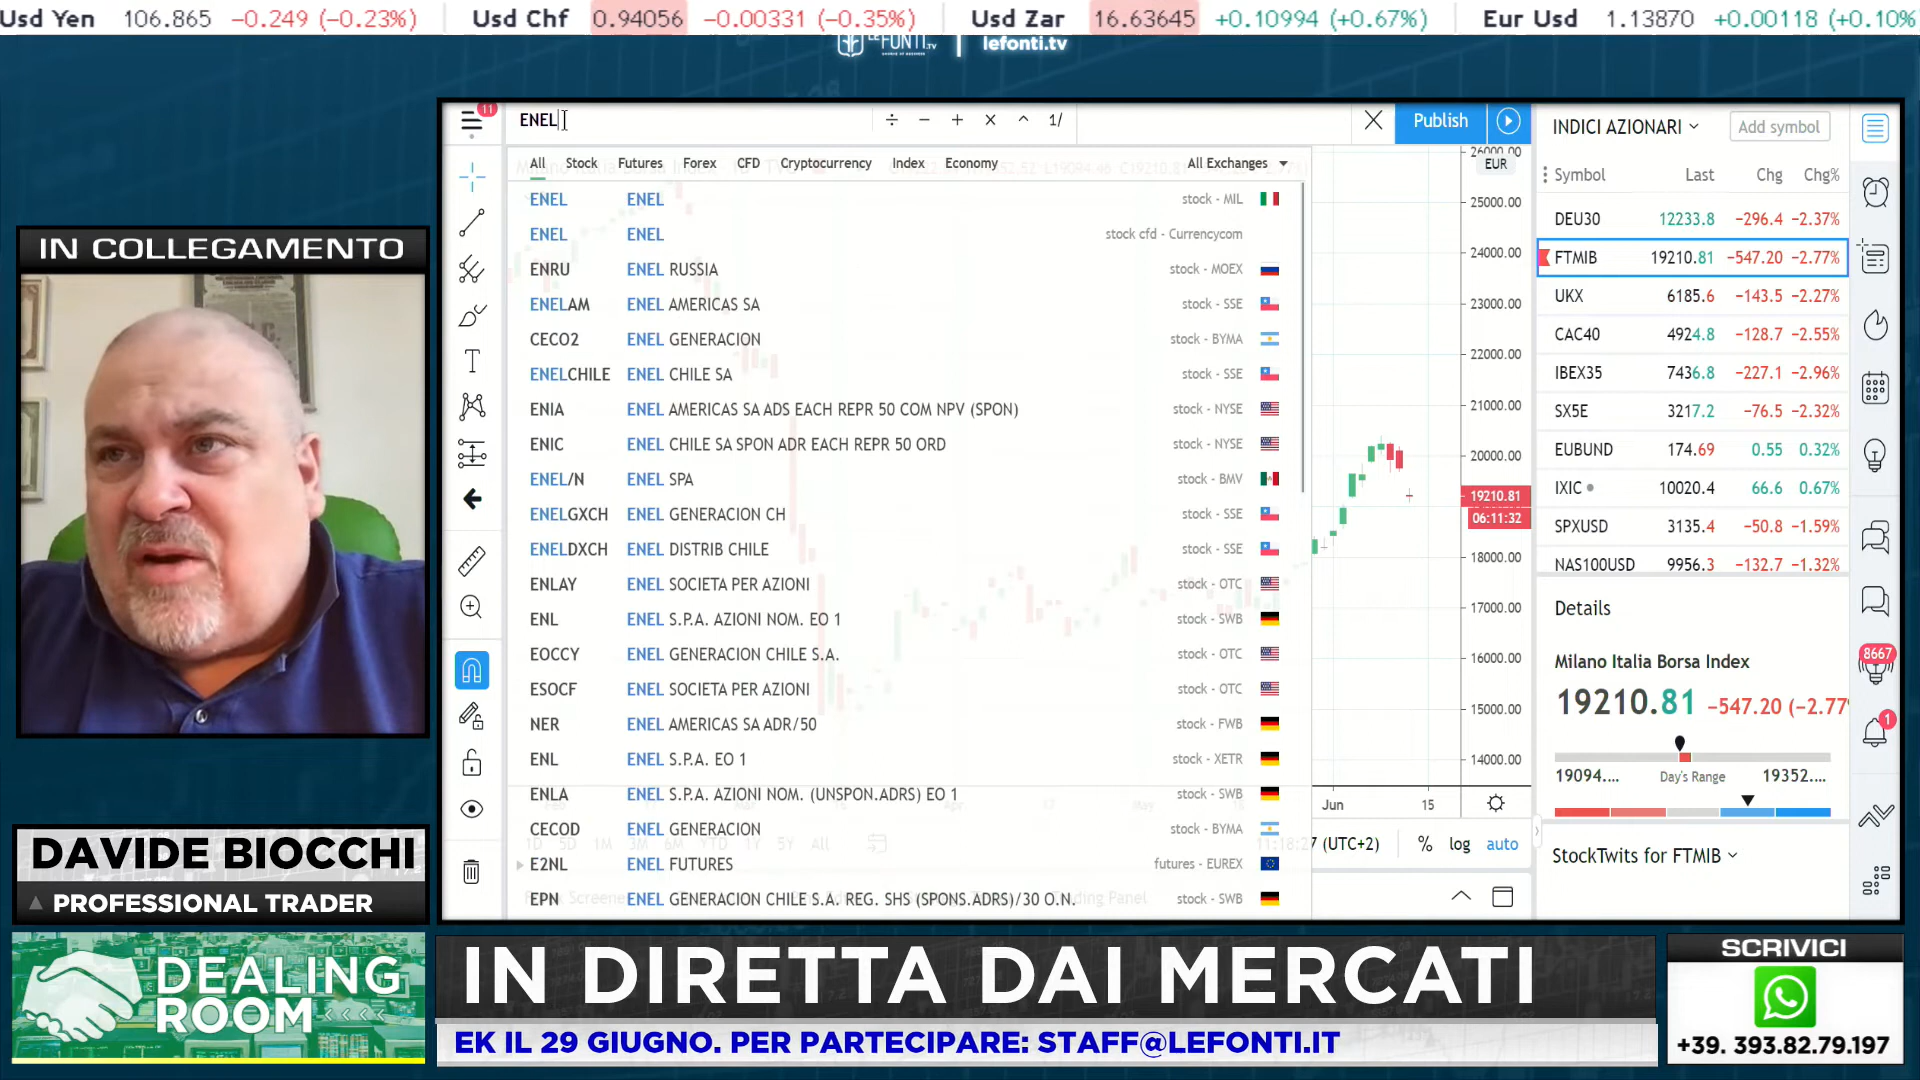 Usd Yen 106.865 −0.249 (−0.23%) Usd Chf 0.94056 −0.00331 (−0.35%) Usd Zar 16.63645 +0.10994 (+0.67%) Eur Usd 1.13870 +0.00118 (+0.10%
LEFONTI.TV lefonti.tv
11
ENEL
÷ − + × ^ 1/
Publish
All Stock Futures Forex CFD Cryptocurrency Index Economy All Exchanges
ENEL ENEL stock - MIL
ENEL ENEL stock cfd - Currencycom
ENRU ENEL RUSSIA stock - MOEX
ENELAM ENEL AMERICAS SA stock - SSE
CECO2 ENEL GENERACION stock - BYMA
ENELCHILE ENEL CHILE SA stock - SSE
ENIA ENEL AMERICAS SA ADS EACH REPR 50 COM NPV (SPON) stock - NYSE
ENIC ENEL CHILE SA SPON ADR EACH REPR 50 ORD stock - NYSE
ENEL/N ENEL SPA stock - BMV
ENELGXCH ENEL GENERACION CH stock - SSE
ENELDXCH ENEL DISTRIB CHILE stock - SSE
ENLAY ENEL SOCIETA PER AZIONI stock - OTC
ENL ENEL S.P.A. AZIONI NOM. EO 1 stock - SWB
EOCCY ENEL GENERACION CHILE S.A. stock - OTC
ESOCF ENEL SOCIETA PER AZIONI stock - OTC
NER ENEL AMERICAS SA ADR/50 stock - FWB
ENL ENEL S.P.A. EO 1 stock - XETR
ENLA ENEL S.P.A. AZIONI NOM. (UNSPON.ADRS) EO 1 stock - SWB
CECOD ENEL GENERACION stock - BYMA
E2NL ENEL FUTURES futures - EUREX
EPN ENEL GENERACION CHILE S.A. REG. SHS (SPONS.ADRS)/30 O.N. stock - SWB
26000.00
EUR
25000.00
24000.00
23000.00
22000.00
21000.00
20000.00
19210.81
06:11:32
18000.00
17000.00
16000.00
15000.00
14000.00
Jun 15
11:18:27 (UTC+2) % log auto
INDICI AZIONARI Add symbol
Symbol Last Chg Chg%
DEU30 12233.8 −296.4 −2.37%
FTMIB 19210.81 −547.20 −2.77%
UKX 6185.6 −143.5 −2.27%
CAC40 4924.8 −128.7 −2.55%
IBEX35 7436.8 −227.1 −2.96%
SX5E 3217.2 −76.5 −2.32%
EUBUND 174.69 0.55 0.32%
IXIC 10020.4 66.6 0.67%
SPXUSD 3135.4 −50.8 −1.59%
NAS100USD 9956.3 −132.7 −1.32%
Details
Milano Italia Borsa Index
19210.81 −547.20 (−2.77
19094.... Day's Range 19352....
StockTwits for FTMIB
8667
1
IN COLLEGAMENTO
DAVIDE BIOCCHI
PROFESSIONAL TRADER
DEALING
ROOM
IN DIRETTA DAI MERCATI
EK IL 29 GIUGNO. PER PARTECIPARE: STAFF@LEFONTI.IT
SCRIVICI
+39. 393.82.79.197